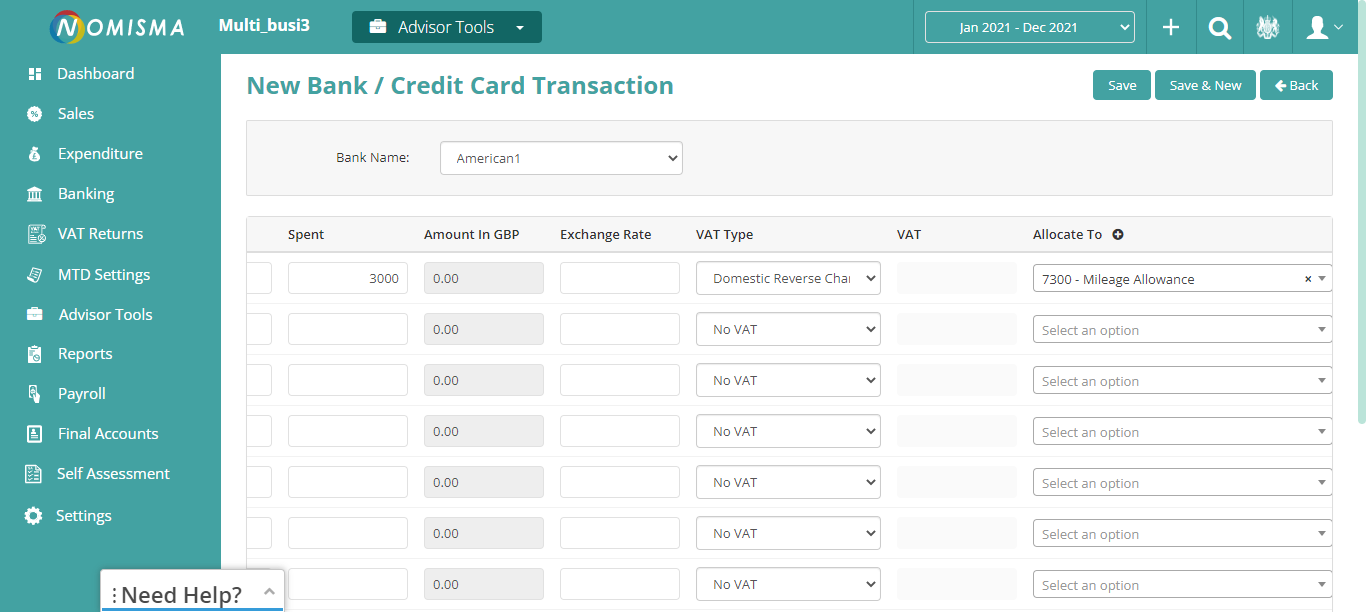 NOMISMA
Multi_busi3
Advisor Tools
Jan 2021 - Dec 2021
Dashboard
Sales
Expenditure
Banking
VAT Returns
MTD Settings
Advisor Tools
Reports
Payroll
Final Accounts
Self Assessment
Settings
Need Help?
New Bank / Credit Card Transaction
Save
Save & New
Back
Bank Name:
American1
Spent Amount In GBP Exchange Rate VAT Type VAT Allocate To
3000 0.00 Domestic Reverse Char 7300 - Mileage Allowance ×
0.00 No VAT Select an option
0.00 No VAT Select an option
0.00 No VAT Select an option
0.00 No VAT Select an option
0.00 No VAT Select an option
0.00 No VAT Select an option